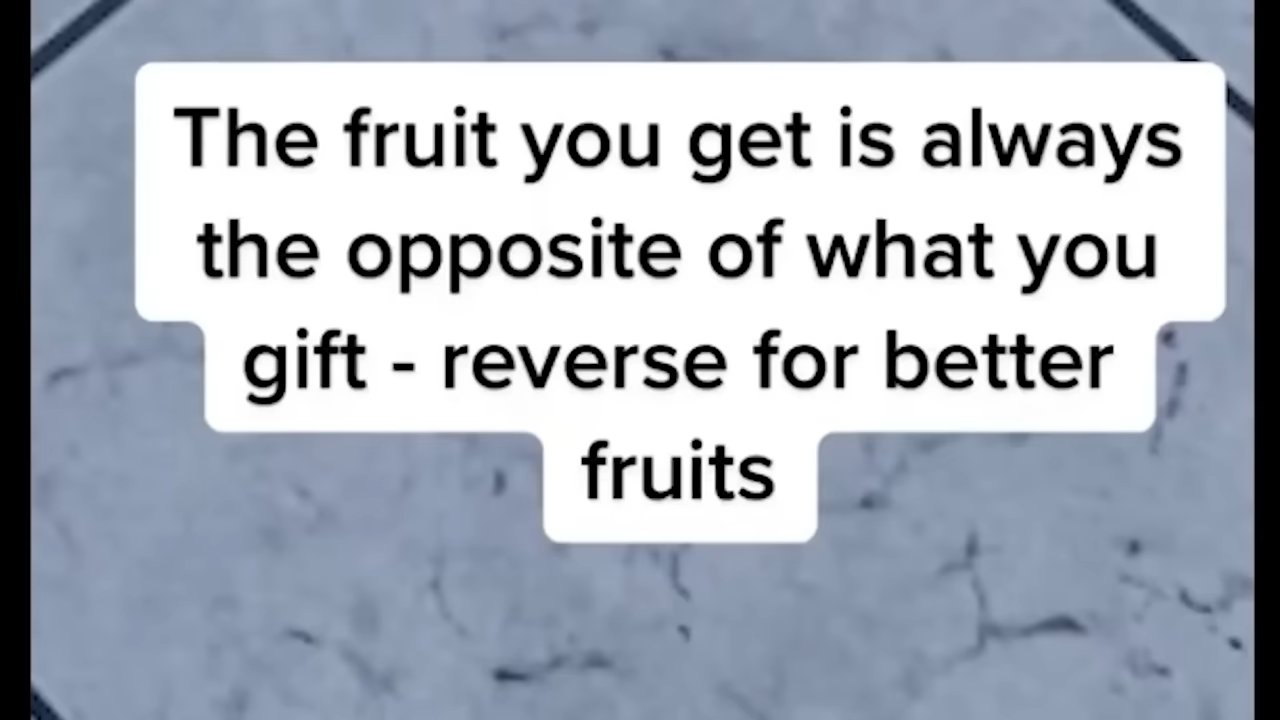 The fruit you get is always
the opposite of what you
gift - reverse for better
fruits